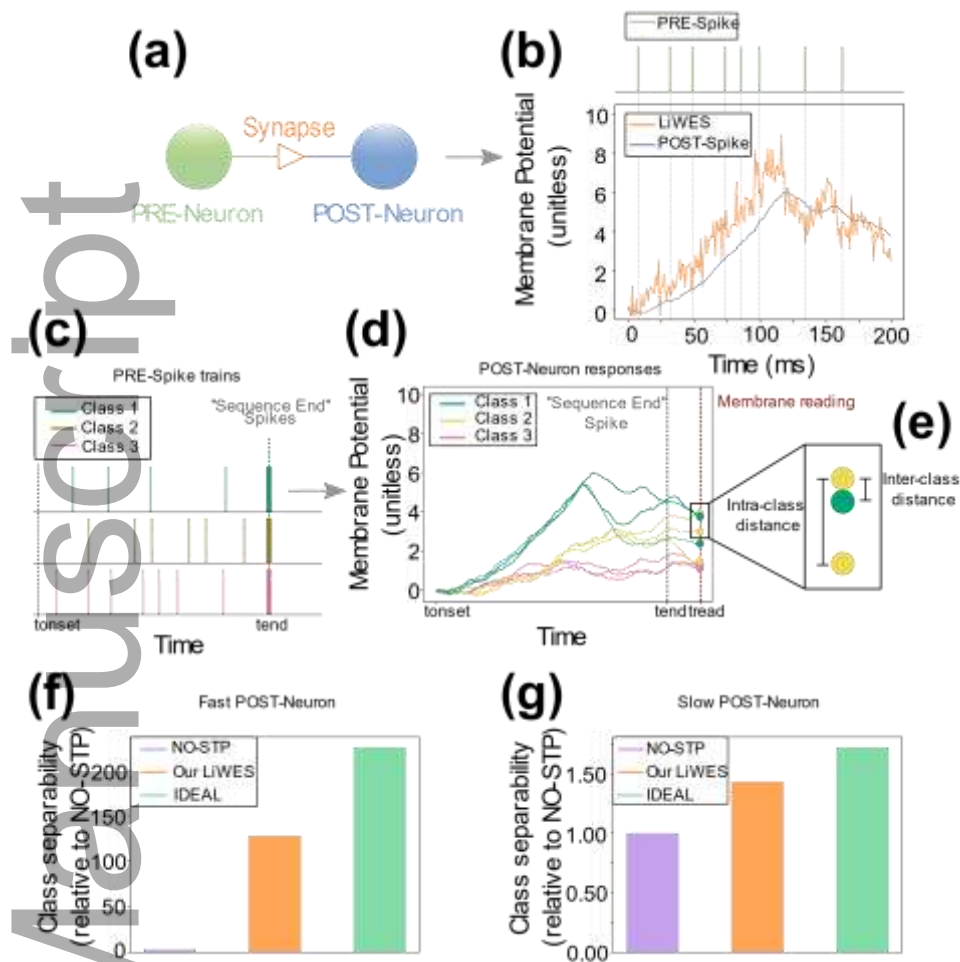 (a)
Synapse
PRE-Neuron
POST-Neuron
(b)
PRE-Spike
Membrane Potential
(unitless)
10
8
6
4
2
0
LiWES
POST-Spike
0 50 100 150 200
Time (ms)
(c)
PRE-Spike trains
Class 1
Class 2
Class 3
"Sequence End"
Spikes
tonset
tend
Time
(d)
POST-Neuron responses
Membrane Potential
(unitless)
10
8
6
4
2
0
Class 1
Class 2
Class 3
"Sequence End"
Spike
Membrane reading
tonset
tend
tread
Time
(e)
Intra-class
distance
Inter-class
distance
(f)
Fast POST-Neuron
Class separability
(relative to NO-STP)
200
150
100
50
0
NO-STP
Our LiWES
IDEAL
(g)
Slow POST-Neuron
Class separability
(relative to NO-STP)
1.50
1.00
0.50
0.00
NO-STP
Our LiWES
IDEAL
Manuscript